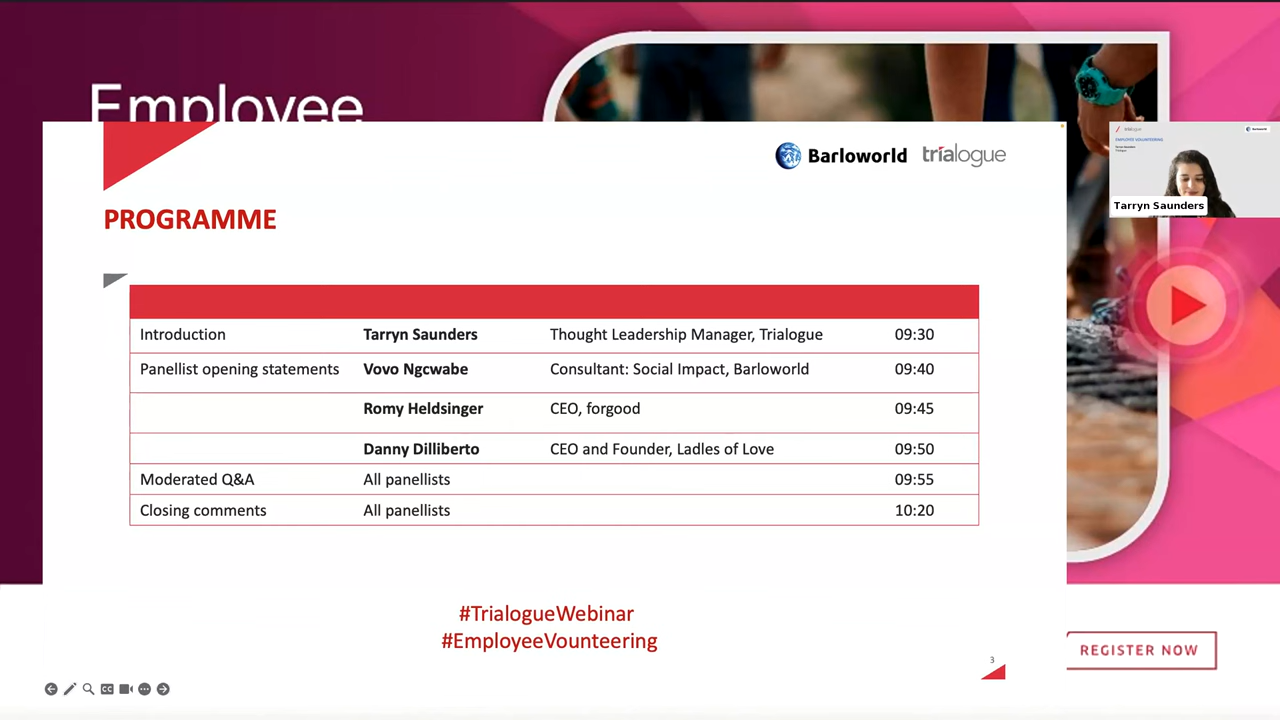 Employee
Barloworld trialogue
Tarryn Saunders
PROGRAMME
Introduction Tarryn Saunders Thought Leadership Manager, Trialogue 09:30
Panellist opening statements Vovo Ngcwabe Consultant: Social Impact, Barloworld 09:40
Romy Heldsinger CEO, forgood 09:45
Danny Dilliberto CEO and Founder, Ladles of Love 09:50
Moderated Q&A All panellists 09:55
Closing comments All panellists 10:20
#TrialogueWebinar
#EmployeeVounteering
REGISTER NOW
3
CC